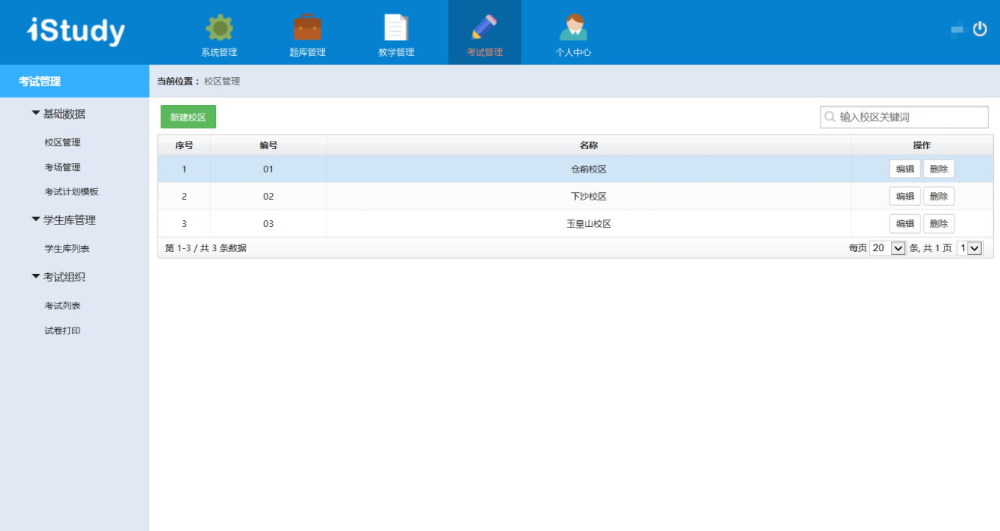 iStudy
系统管理 题库管理 教学管理 考试管理 个人中心
考试管理
当前位置： 校区管理
基础数据
校区管理
考场管理
考试计划模板
学生库管理
学生库列表
考试组织
考试列表
试卷打印
新建校区
输入校区关键词
序号 编号 名称 操作
1 01 仓前校区 编辑 删除
2 02 下沙校区 编辑 删除
3 03 玉皇山校区 编辑 删除
第 1-3 / 共 3 条数据 每页 20 条, 共 1 页 1